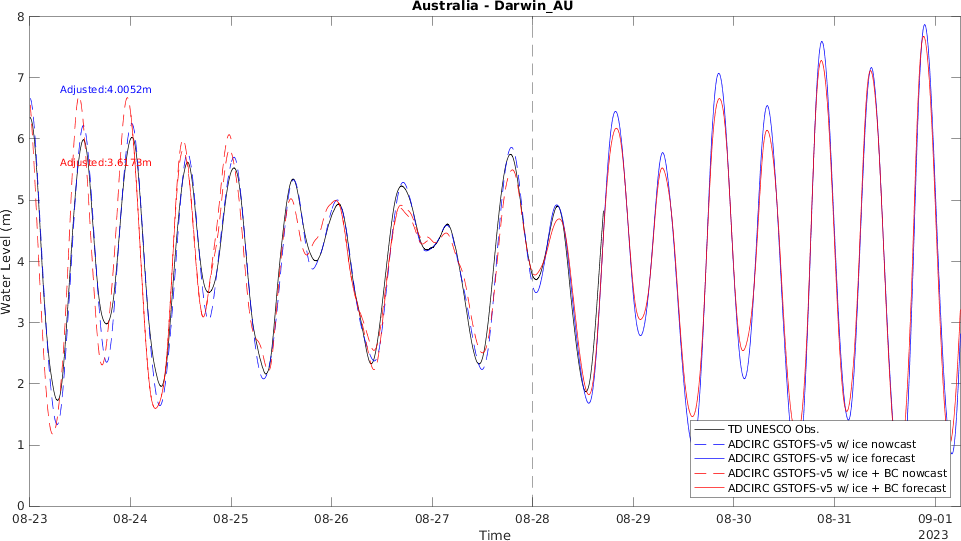 Australia - Darwin_AU
8
7
6
5
4
3
2
1
0
Water Level (m)
Adjusted:4.0052m
Adjusted:3.6173m
TD UNESCO Obs.
ADCIRC GSTOFS-v5 w/ ice nowcast
ADCIRC GSTOFS-v5 w/ ice forecast
ADCIRC GSTOFS-v5 w/ ice + BC nowcast
ADCIRC GSTOFS-v5 w/ ice + BC forecast
08-23 08-24 08-25 08-26 08-27 08-28 08-29 08-30 08-31 09-01
Time
2023